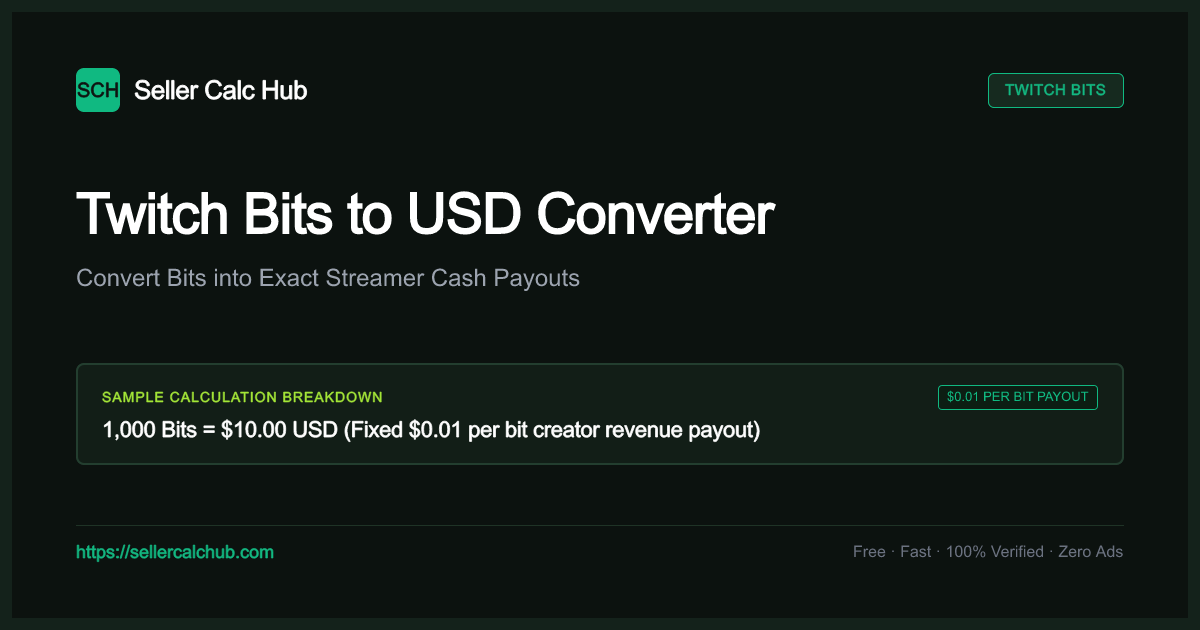 SCH Seller Calc Hub
TWITCH BITS
Twitch Bits to USD Converter
Convert Bits into Exact Streamer Cash Payouts
SAMPLE CALCULATION BREAKDOWN
$0.01 PER BIT PAYOUT
1,000 Bits = $10.00 USD (Fixed $0.01 per bit creator revenue payout)
https://sellercalchub.com
Free · Fast · 100% Verified · Zero Ads